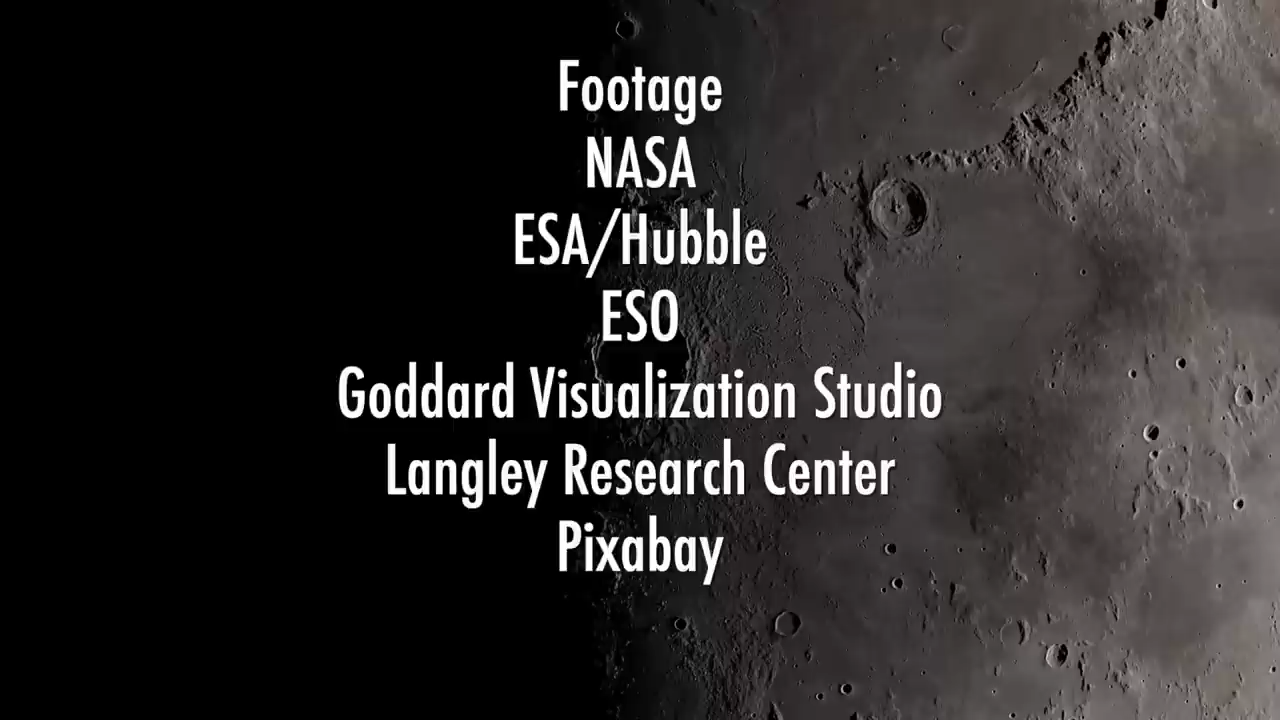 Footage
NASA
ESA/Hubble
ESO
Goddard Visualization Studio
Langley Research Center
Pixabay